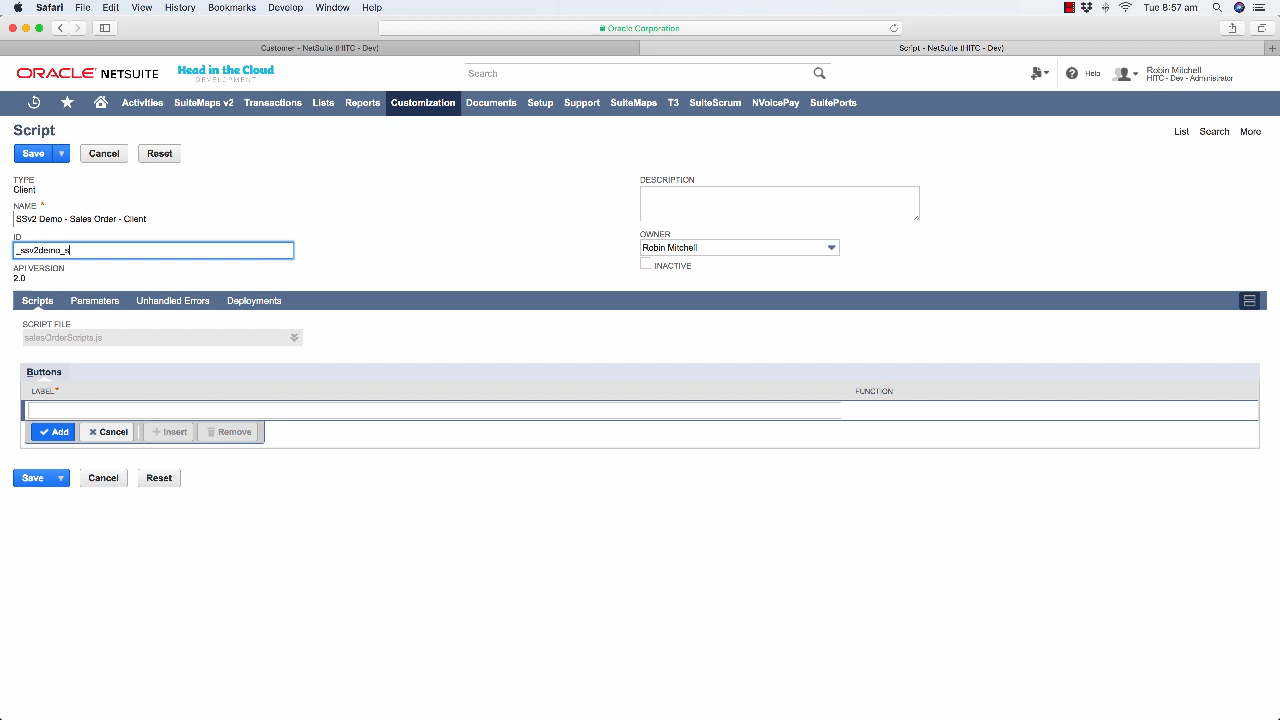 Safari File Edit View History Bookmarks Develop Window Help Tue 8:57 am
Oracle Corporation
Customer - NetSuite (HITC - Dev) Script - NetSuite (HITC - Dev)
ORACLE NETSUITE Head in the Cloud DEVELOPMENT Search Help Robin Mitchell
HITC - Dev - Administrator
Activities SuiteMaps v2 Transactions Lists Reports Customization Documents Setup Support SuiteMaps T3 SuiteScrum NVoicePay SuitePorts
Script List Search More
Save Cancel Reset
TYPE
Client
NAME *
SSv2 Demo - Sales Order - Client
ID
_ssv2demo_s
API VERSION
2.0
DESCRIPTION
OWNER
Robin Mitchell
INACTIVE
Scripts Parameters Unhandled Errors Deployments
SCRIPT FILE
salesOrderScripts.js
Buttons
LABEL* FUNCTION
Add Cancel Insert Remove
Save Cancel Reset